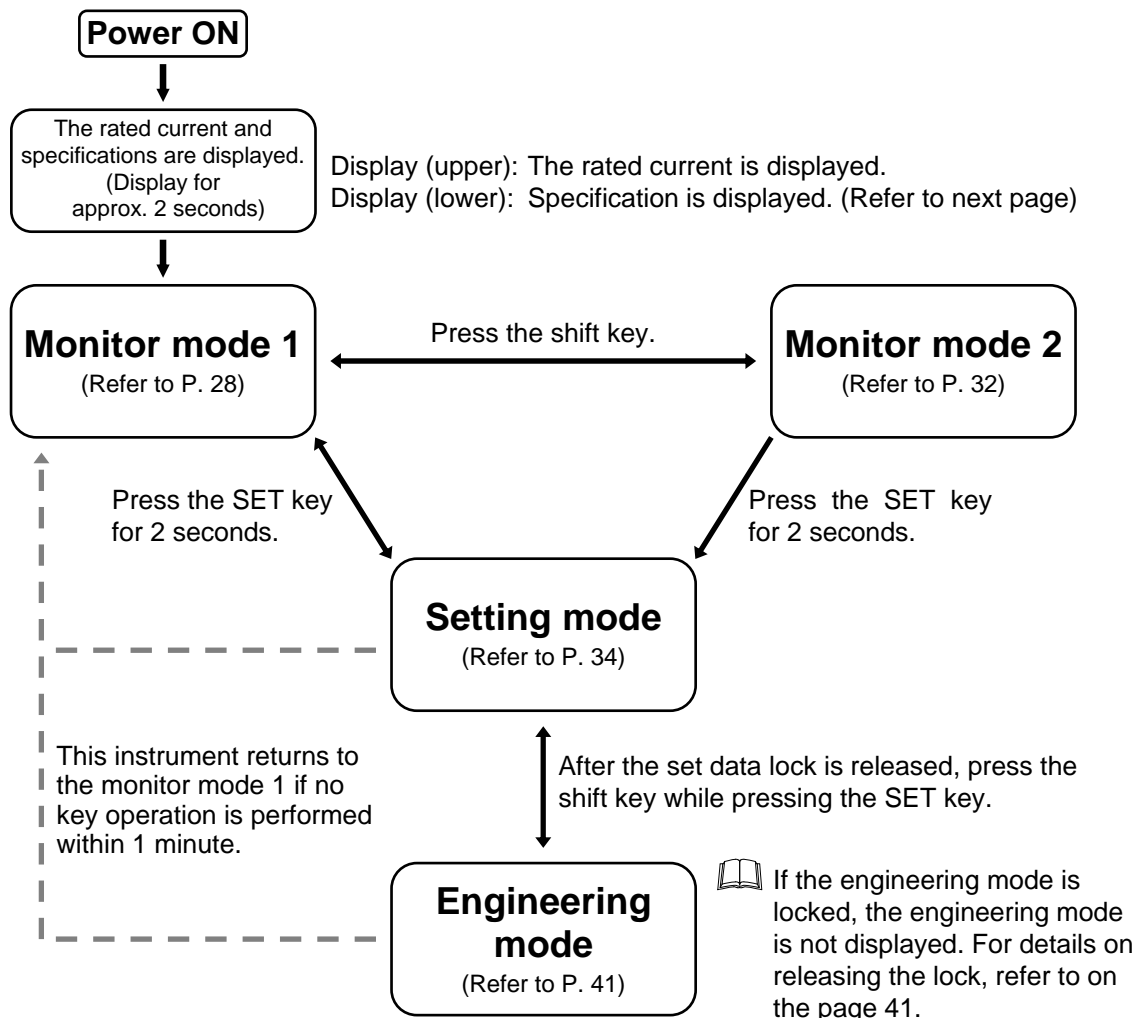 Power ON
The rated current and
specifications are displayed.
(Display for
approx. 2 seconds)
Display (upper): The rated current is displayed.
Display (lower): Specification is displayed. (Refer to next page)
Monitor mode 1
(Refer to P. 28)
Press the shift key.
Monitor mode 2
(Refer to P. 32)
Press the SET key
for 2 seconds.
Press the SET key
for 2 seconds.
Setting mode
(Refer to P. 34)
This instrument returns to
the monitor mode 1 if no
key operation is performed
within 1 minute.
After the set data lock is released, press the
shift key while pressing the SET key.
Engineering
mode
(Refer to P. 41)
If the engineering mode is
locked, the engineering mode
is not displayed. For details on
releasing the lock, refer to on
the page 41.